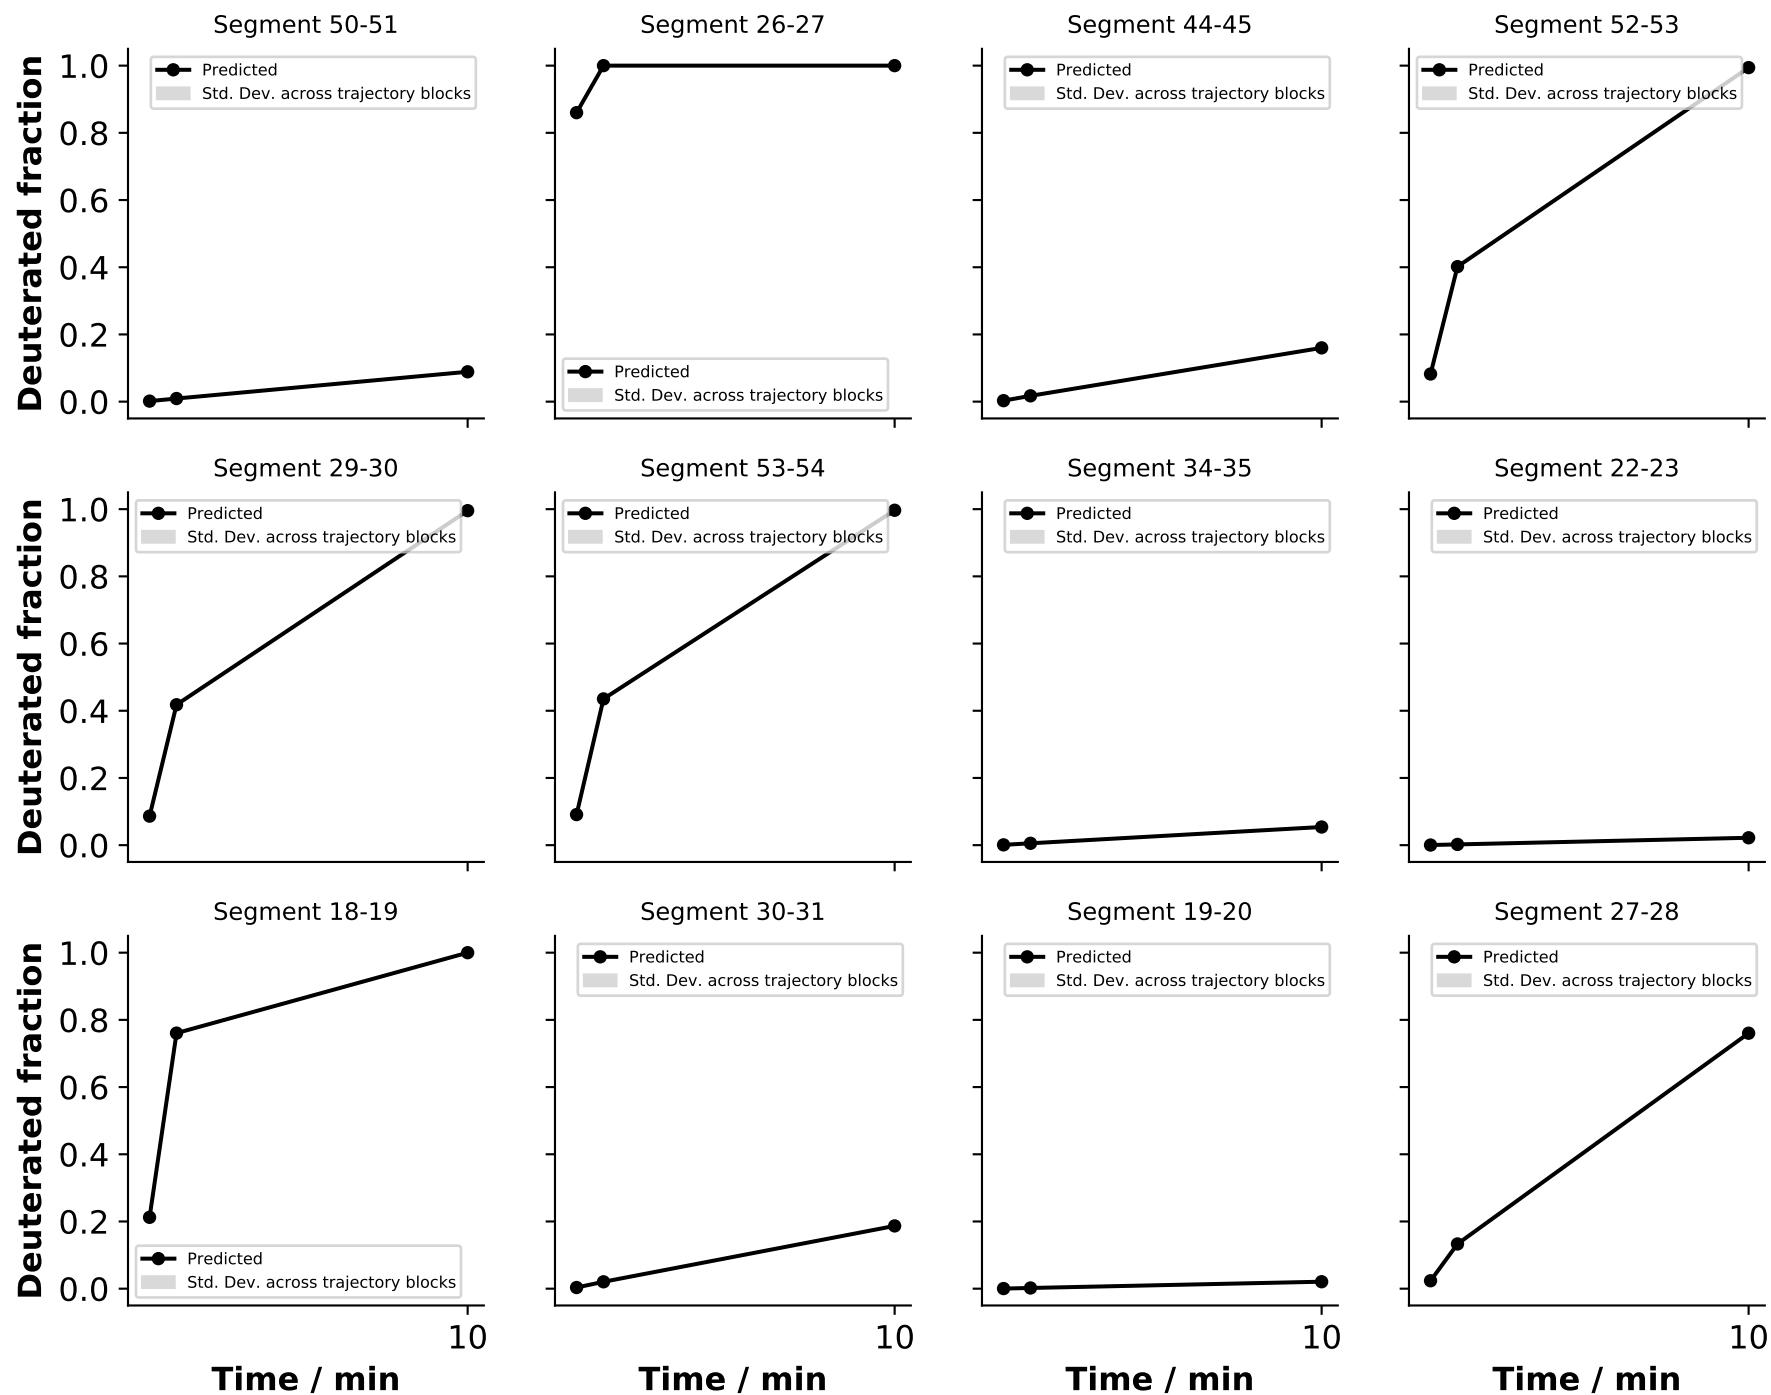 Segment 50-51
Segment 26-27
Segment 44-45
Segment 52-53
Deuterated fraction
1.0
0.8
0.6
0.4
0.2
0.0
Predicted
Std. Dev. across trajectory blocks
Predicted
Std. Dev. across trajectory blocks
Predicted
Std. Dev. across trajectory blocks
Predicted
Std. Dev. across trajectory blocks
Segment 29-30
Segment 53-54
Segment 34-35
Segment 22-23
Deuterated fraction
1.0
0.8
0.6
0.4
0.2
0.0
Predicted
Std. Dev. across trajectory blocks
Predicted
Std. Dev. across trajectory blocks
Predicted
Std. Dev. across trajectory blocks
Predicted
Std. Dev. across trajectory blocks
Segment 18-19
Segment 30-31
Segment 19-20
Segment 27-28
Deuterated fraction
1.0
0.8
0.6
0.4
0.2
0.0
Predicted
Std. Dev. across trajectory blocks
Predicted
Std. Dev. across trajectory blocks
Predicted
Std. Dev. across trajectory blocks
Predicted
Std. Dev. across trajectory blocks
10
10
10
10
Time / min
Time / min
Time / min
Time / min